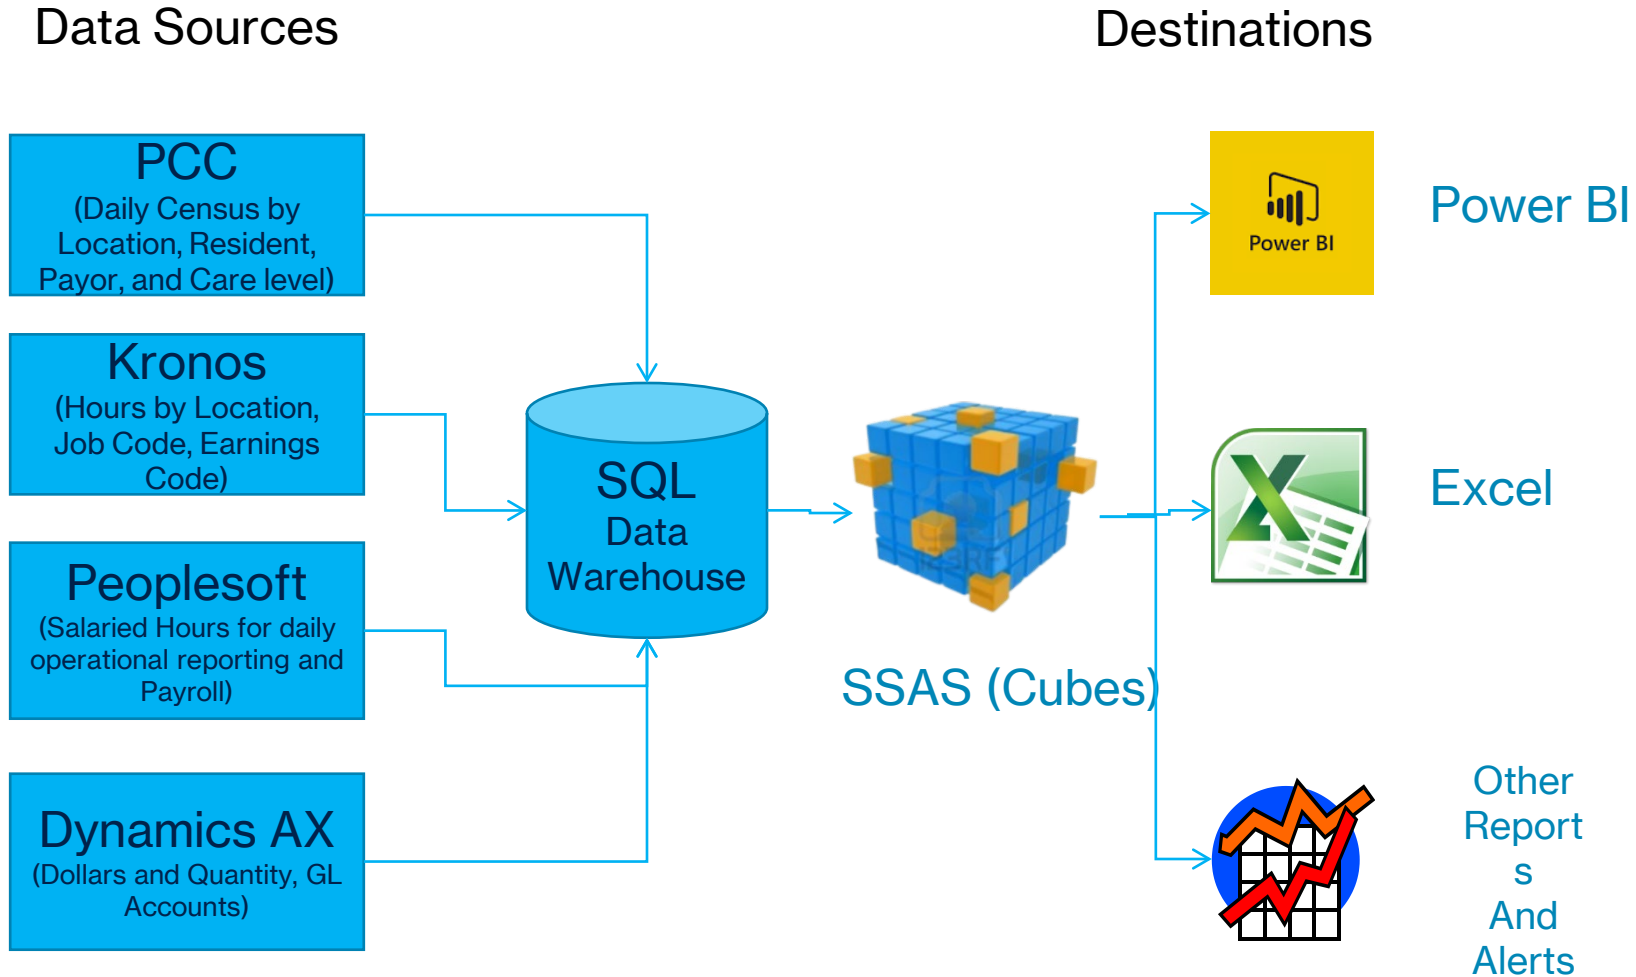 Data Sources
Destinations
PCC
(Daily Census by
Location, Resident,
Payor, and Care level)
Kronos
(Hours by Location,
Job Code, Earnings
Code)
Peoplesoft
(Salaried Hours for daily
operational reporting and
Payroll)
Dynamics AX
(Dollars and Quantity, GL
Accounts)
SQL
Data
Warehouse
SSAS (Cubes)
Power BI
Power BI
Excel
Other
Report
s
And
Alerts